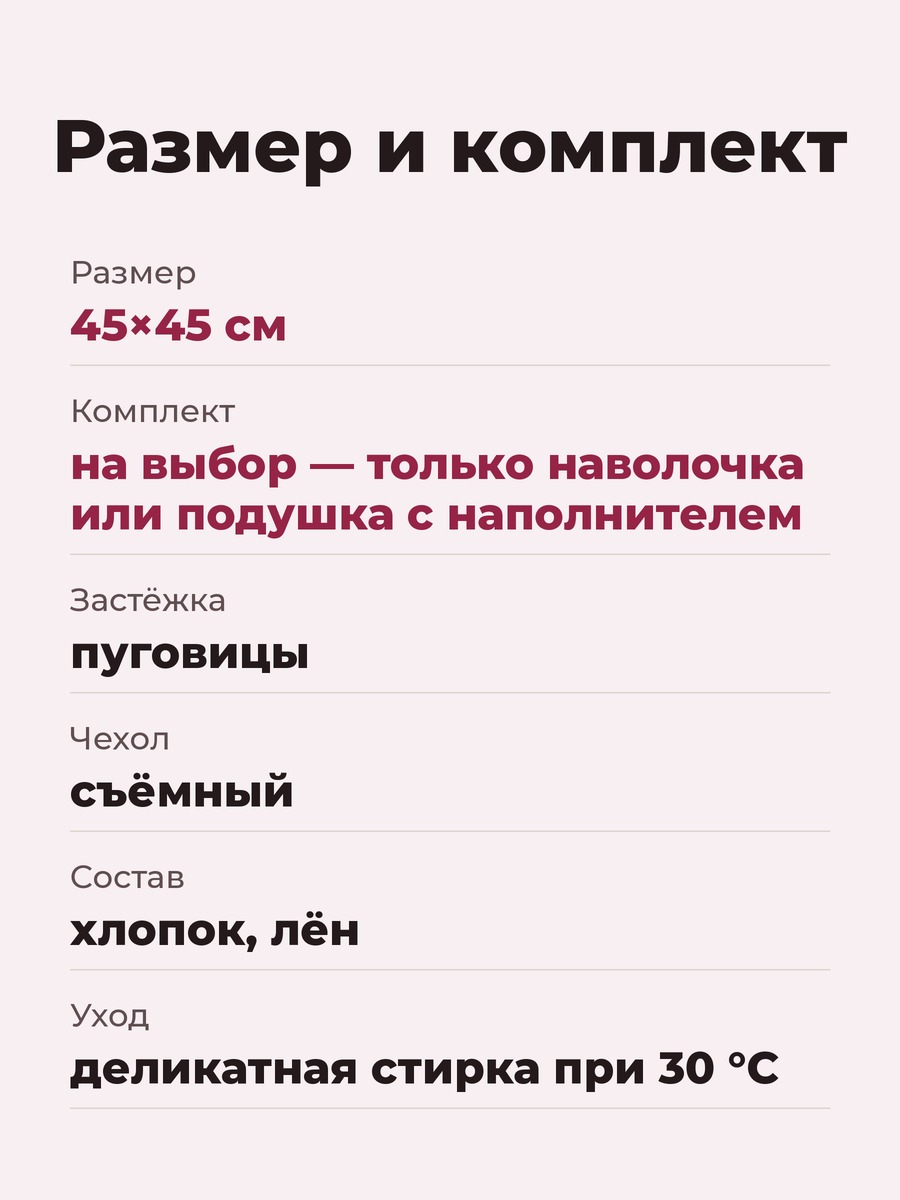 Размер и комплект
Размер
45×45 см
Комплект
на выбор — только наволочка
или подушка с наполнителем
Застёжка
пуговицы
Чехол
съёмный
Состав
хлопок, лён
Уход
деликатная стирка при 30 °C